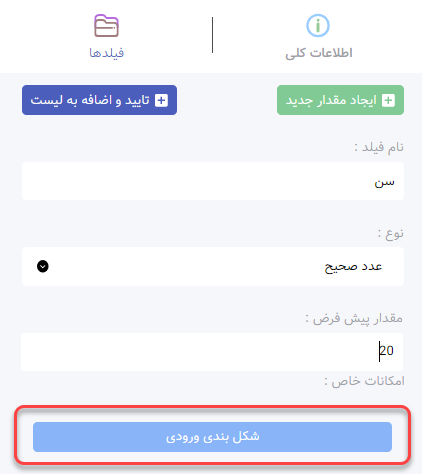 اطلاعات کلی
فیلدها
ایجاد مقدار جدید
تایید و اضافه به لیست
نام فیلد :
سن
نوع :
عدد صحیح
مقدار پیش فرض :
20
امکانات خاص :
شکل بندی ورودی